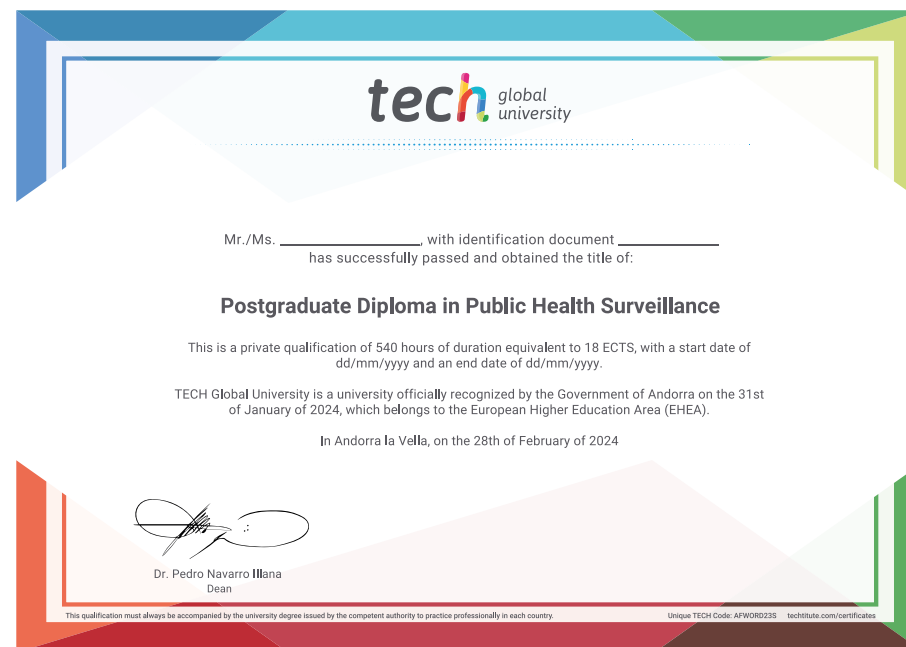 tech global
university
Mr./Ms. ____________, with identification document ____________
has successfully passed and obtained the title of:
Postgraduate Diploma in Public Health Surveillance
This is a private qualification of 540 hours of duration equivalent to 18 ECTS, with a start date of
dd/mm/yyyy and an end date of dd/mm/yyyy.
TECH Global University is a university officially recognized by the Government of Andorra on the 31st
of January of 2024, which belongs to the European Higher Education Area (EHEA).
In Andorra la Vella, on the 28th of February of 2024
Dr. Pedro Navarro Illana
Dean
This qualification must always be accompanied by the university degree issued by the competent authority to practice professionally in each country. Unique TECH Code: AFWORD23S techtitute.com/certificates